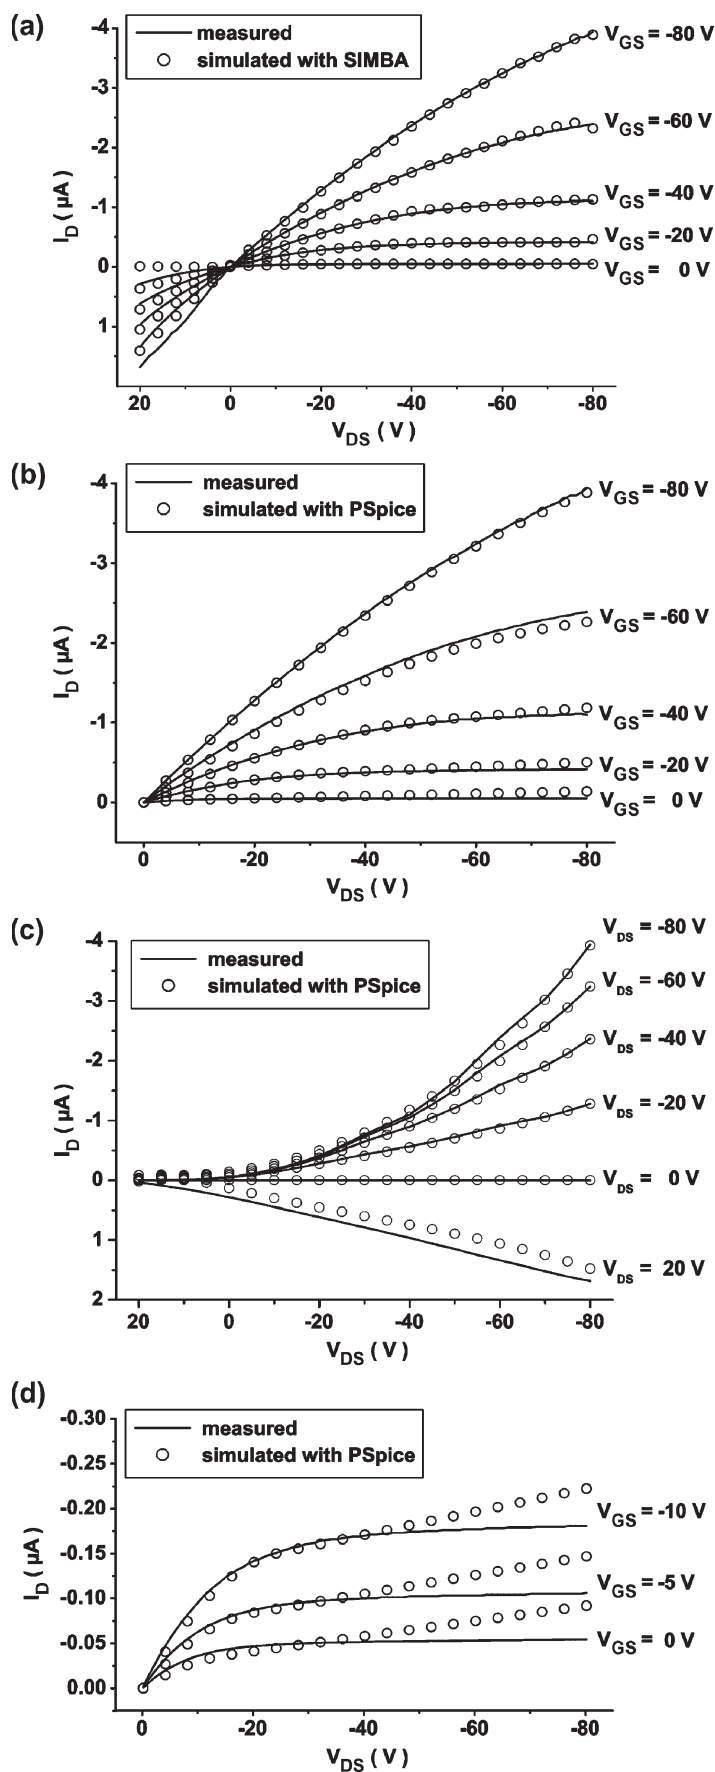 (a)
measured
simulated with SIMBA
V_GS = -80 V
V_GS = -60 V
V_GS = -40 V
V_GS = -20 V
V_GS = 0 V
-4
-3
-2
-1
0
1
I_D ( µA)
20 0 -20 -40 -60 -80
V_DS ( V )
(b)
measured
simulated with PSpice
V_GS = -80 V
V_GS = -60 V
V_GS = -40 V
V_GS = -20 V
V_GS = 0 V
-4
-3
-2
-1
0
I_D ( µA)
0 -20 -40 -60 -80
V_DS ( V )
(c)
measured
simulated with PSpice
V_DS = -80 V
V_DS = -60 V
V_DS = -40 V
V_DS = -20 V
V_DS = 0 V
V_DS = 20 V
-4
-3
-2
-1
0
1
2
I_D ( µA)
20 0 -20 -40 -60 -80
V_DS ( V )
(d)
measured
simulated with PSpice
V_GS = -10 V
V_GS = -5 V
V_GS = 0 V
-0.30
-0.25
-0.20
-0.15
-0.10
-0.05
0.00
I_D ( µA)
0 -20 -40 -60 -80
V_DS ( V )